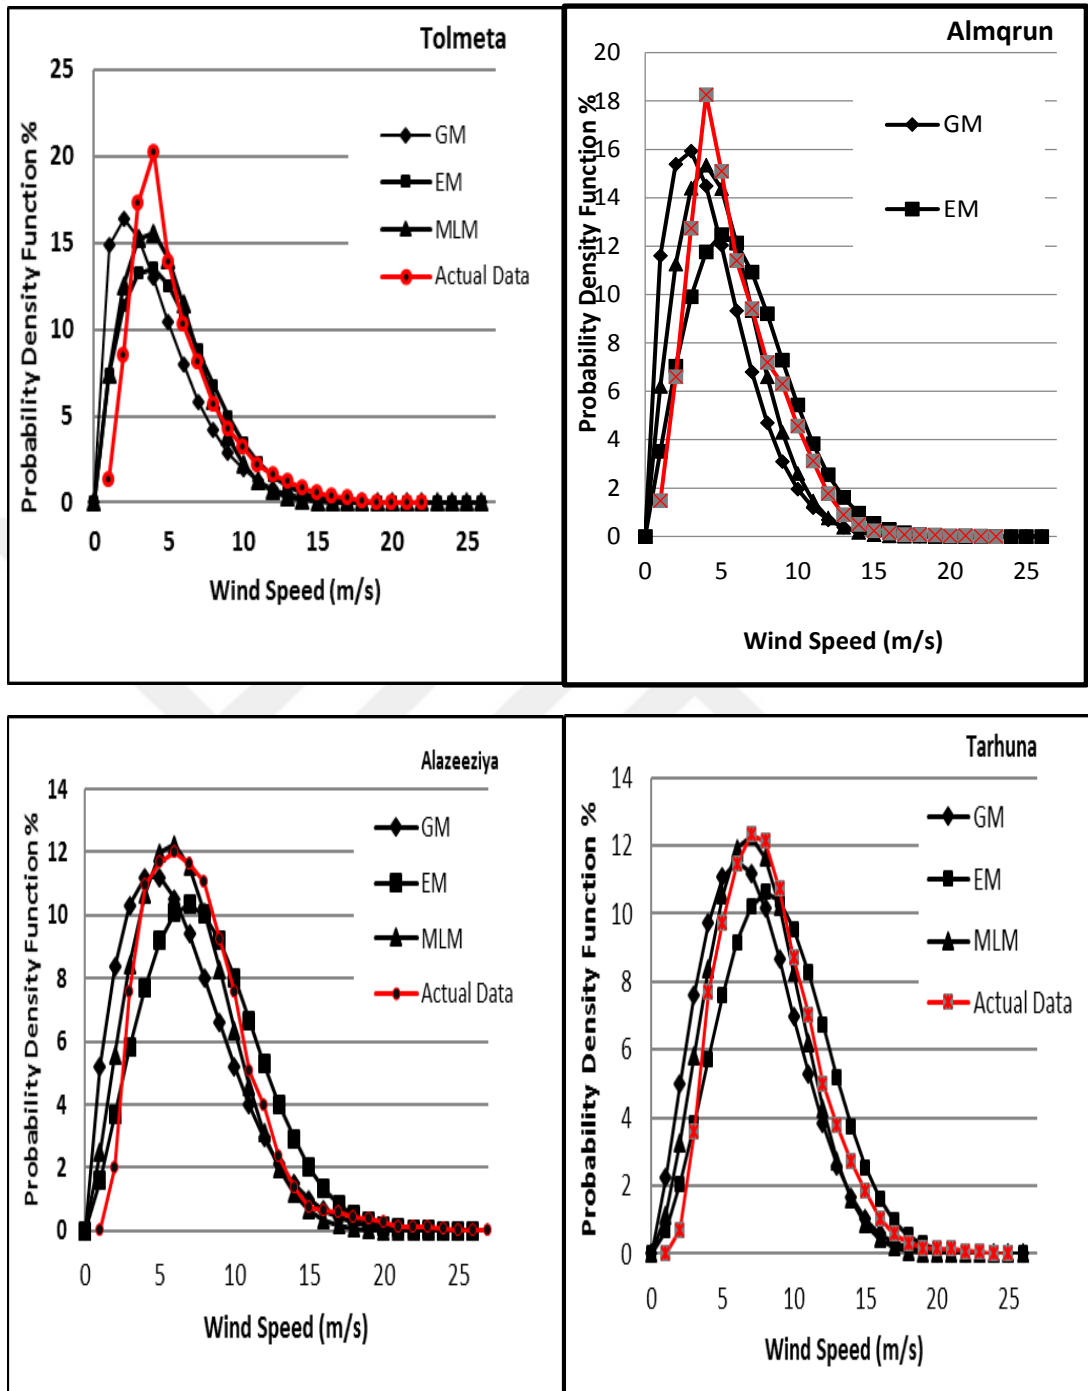 Tolmeta
Probability Density Function %
25
20
15
10
5
0
GM
EM
MLM
Actual Data
0 5 10 15 20 25
Wind Speed (m/s)
Almqrun
Probability Density Function %
20
18
16
14
12
10
8
6
4
2
0
GM
EM
0 5 10 15 20 25
Wind Speed (m/s)
Alazeeziya
Probability Density Function %
14
12
10
8
6
4
2
0
GM
EM
MLM
Actual Data
0 5 10 15 20 25
Wind Speed (m/s)
Tarhuna
Probability Density Function %
14
12
10
8
6
4
2
0
GM
EM
MLM
Actual Data
0 5 10 15 20 25
Wind Speed (m/s)